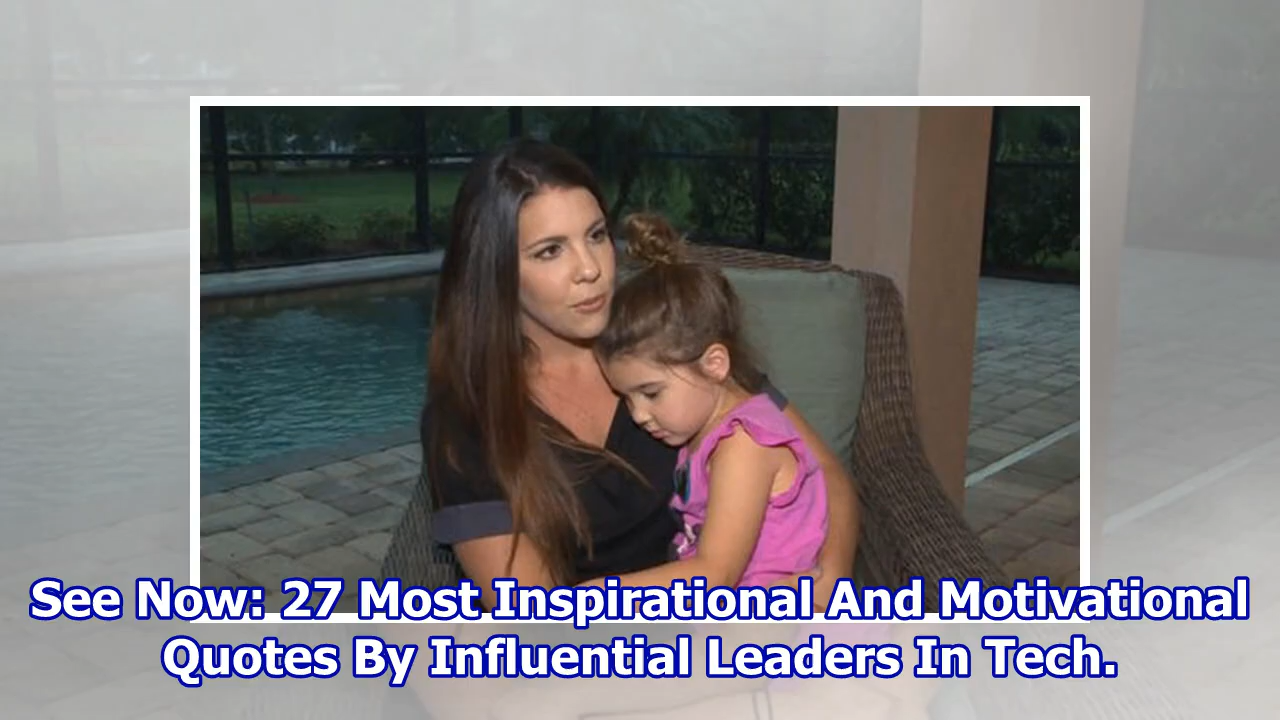 See Now: 27 Most Inspirational And Motivational
Quotes By Influential Leaders In Tech.